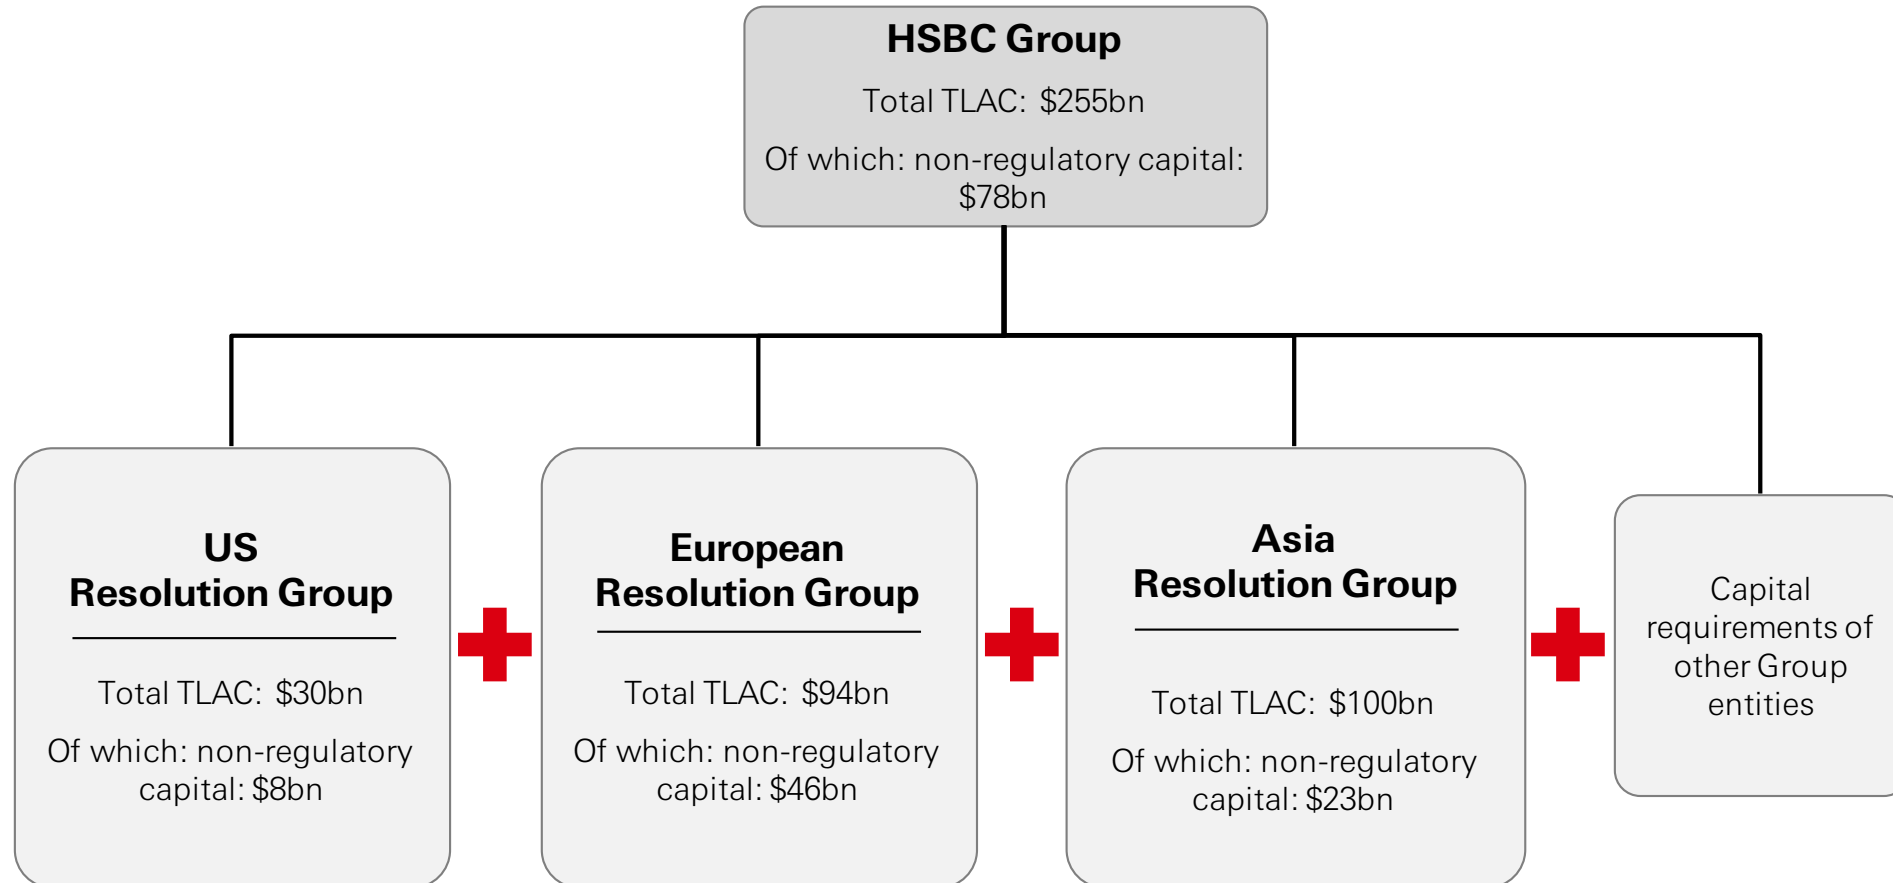 HSBC Group
Total TLAC: $255bn
Of which: non-regulatory capital:
$78bn
US
Resolution Group
Total TLAC: $30bn
Of which: non-regulatory
capital: $8bn
European
Resolution Group
Total TLAC: $94bn
Of which: non-regulatory
capital: $46bn
Asia
Resolution Group
Total TLAC: $100bn
Of which: non-regulatory
capital: $23bn
Capital
requirements of
other Group
entities